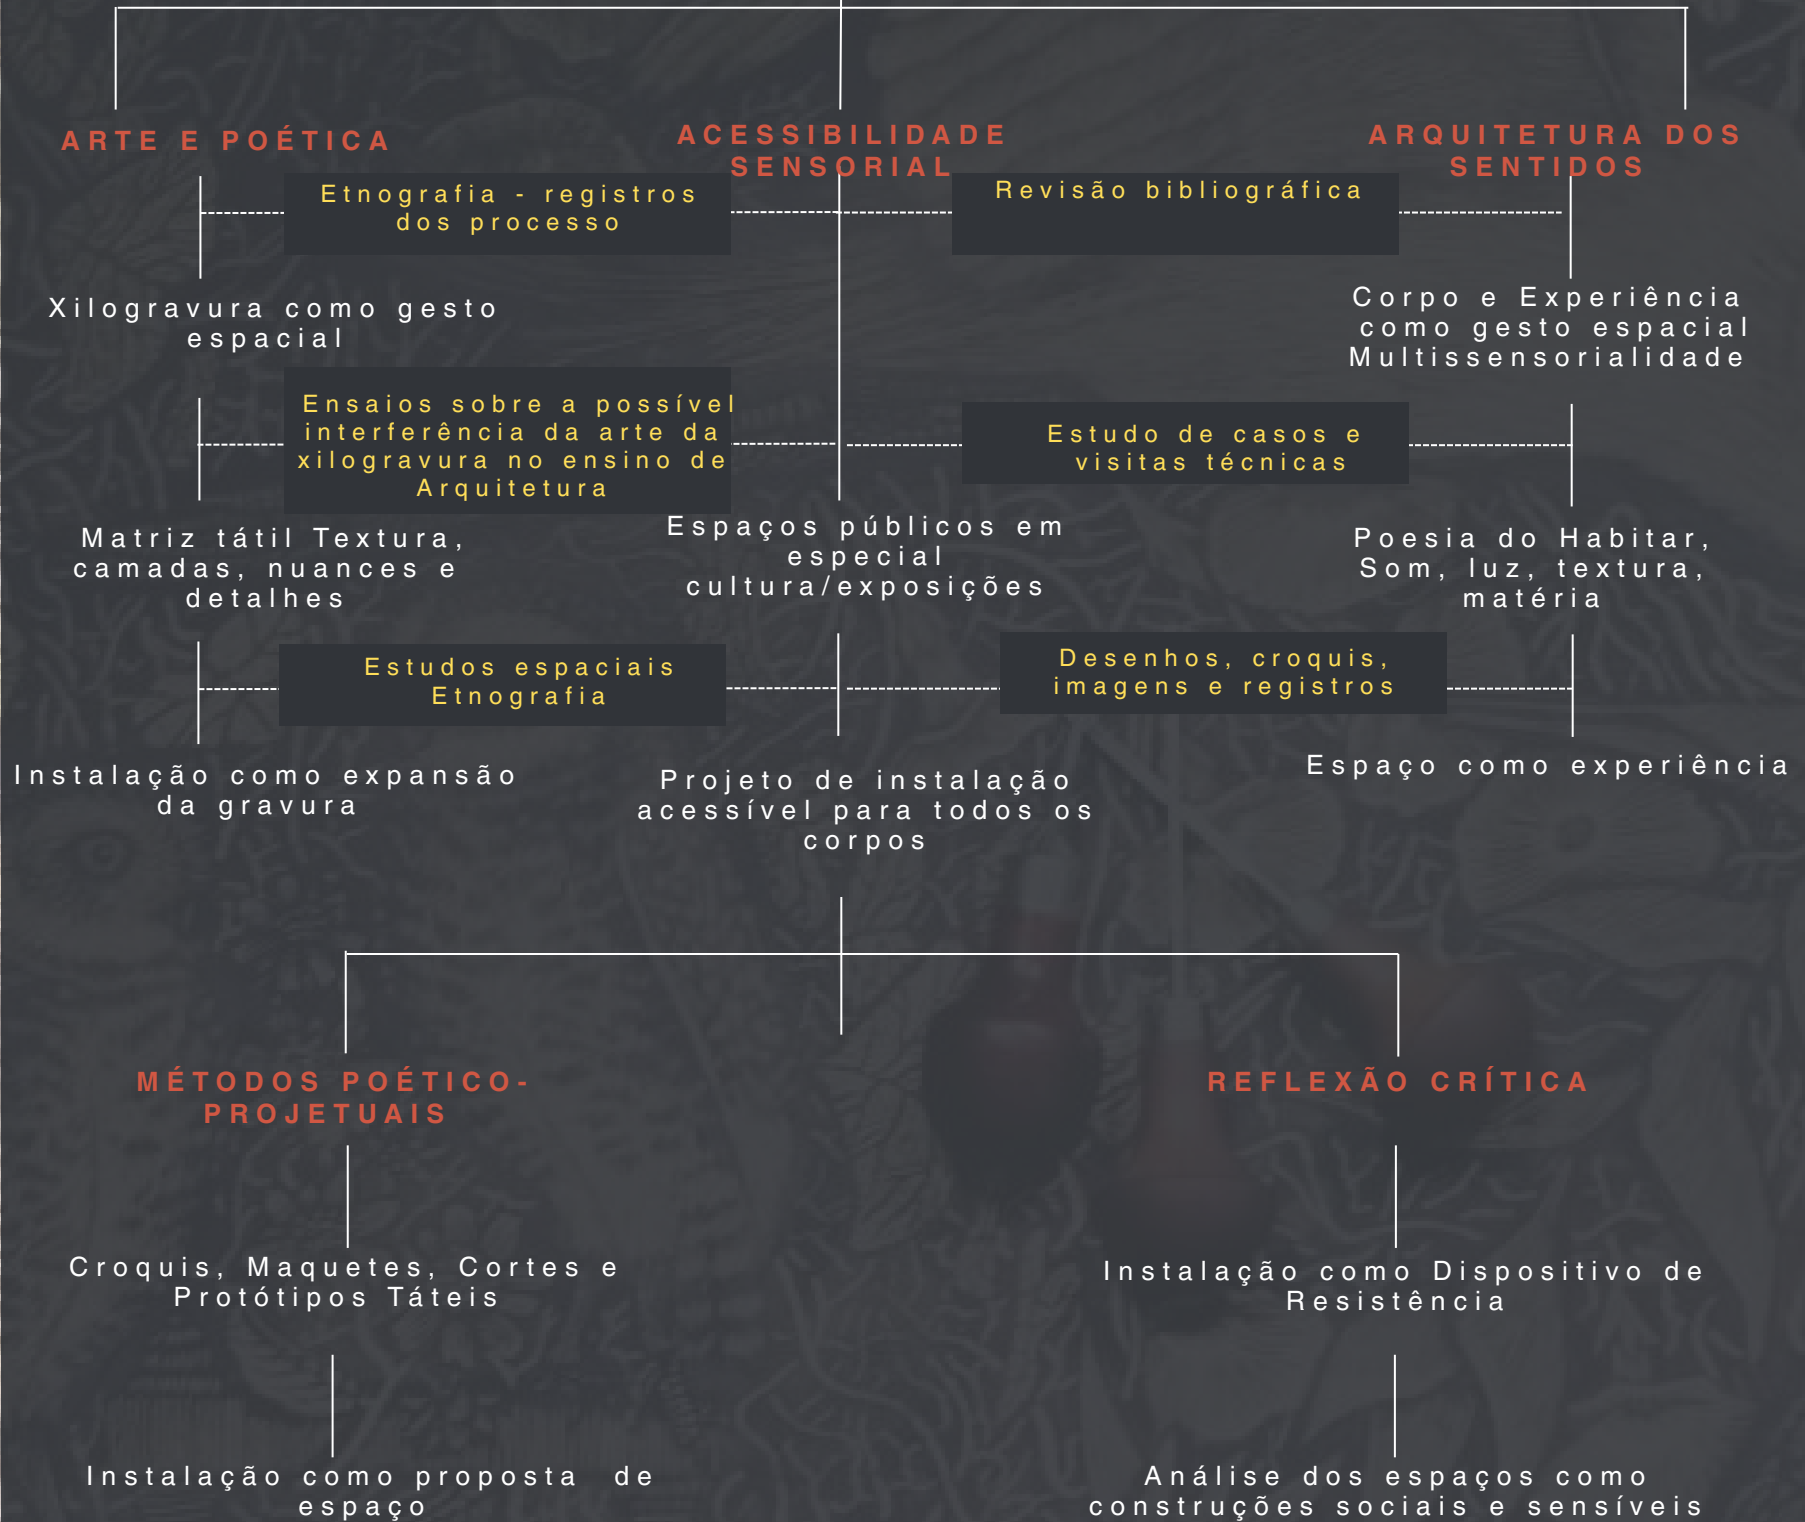 ARTE E POÉTICA
ACESSIBILIDADE
SENSORIAL
ARQUITETURA DOS
SENTIDOS
Etnografia - registros
dos processo
Revisão bibliográfica
Xilogravura como gesto
espacial
Corpo e Experiência
como gesto espacial
Multissensorialidade
Ensaios sobre a possível
interferência da arte da
xilogravura no ensino de
Arquitetura
Estudo de casos e
visitas técnicas
Matriz tátil Textura,
camadas, nuances e
detalhes
Espaços públicos em
especial
cultura/exposições
Poesia do Habitar,
Som, luz, textura,
matéria
Estudos espaciais
Etnografia
Desenhos, croquis,
imagens e registros
Instalação como expansão
da gravura
Projeto de instalação
acessível para todos os
corpos
Espaço como experiência
MÉTODOS POÉTICO-
PROJETUAIS
REFLEXÃO CRÍTICA
Croquis, Maquetes, Cortes e
Protótipos Táteis
Instalação como Dispositivo de
Resistência
Instalação como proposta de
espaço
Análise dos espaços como
construções sociais e sensíveis